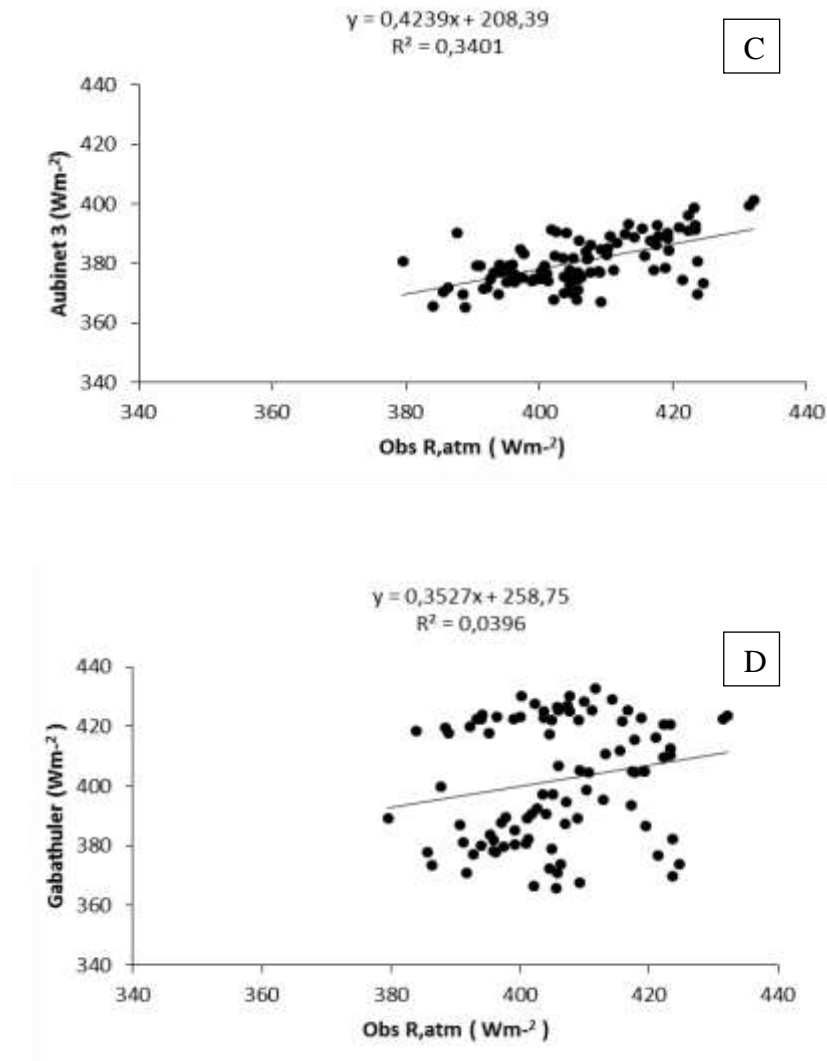 y = 0,4239x + 208,39
R² = 0,3401
C
440
420
400
380
360
340
Aubinet 3 (Wm-²)
340 360 380 400 420 440
Obs R,atm ( Wm-²)
y = 0,3527x + 258,75
R² = 0,0396
D
440
420
400
380
360
340
Gabathuler (Wm-² )
340 360 380 400 420 440
Obs R,atm ( Wm-² )